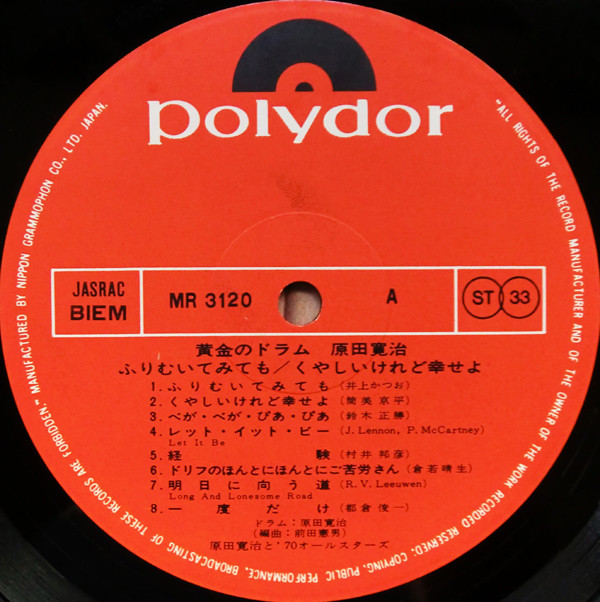 polydor
JASRAC
BIEM
MR 3120
A
ST 33
黄金のドラム 原田寛治
ふりむいてみても/くやしいけれど幸せよ
1. ふりむいてみても (井上かつお)
2. くやしいけれど幸せよ (筒美京平)
3. べが・べが・ぴあ・ぴあ (鈴木正勝)
4. レット・イット・ビー (J. Lennon, P. McCartney)
Let It Be
5. 経験 (村井邦彦)
6. ドリフのほんとにほんとにご苦労さん (倉若晴生)
7. 明日に向う道 (R. V. Leeuwen)
Long And Lonesome Road
8. 一度だけ (都倉俊一)
ドラム:原田寛治
(編曲:前田憲男)
原田寛治と'70オールスターズ
"ALL RIGHTS OF THE RECORD MANUFACTURER AND OF THE OWNER OF THE WORK RECORDED RESERVED; COPYING, PUBLIC PERFORMANCE, BROADCASTING OF THESE RECORDS ARE FORBIDDEN." MANUFACTURED BY NIPPON GRAMMOPHON CO., LTD. JAPAN.